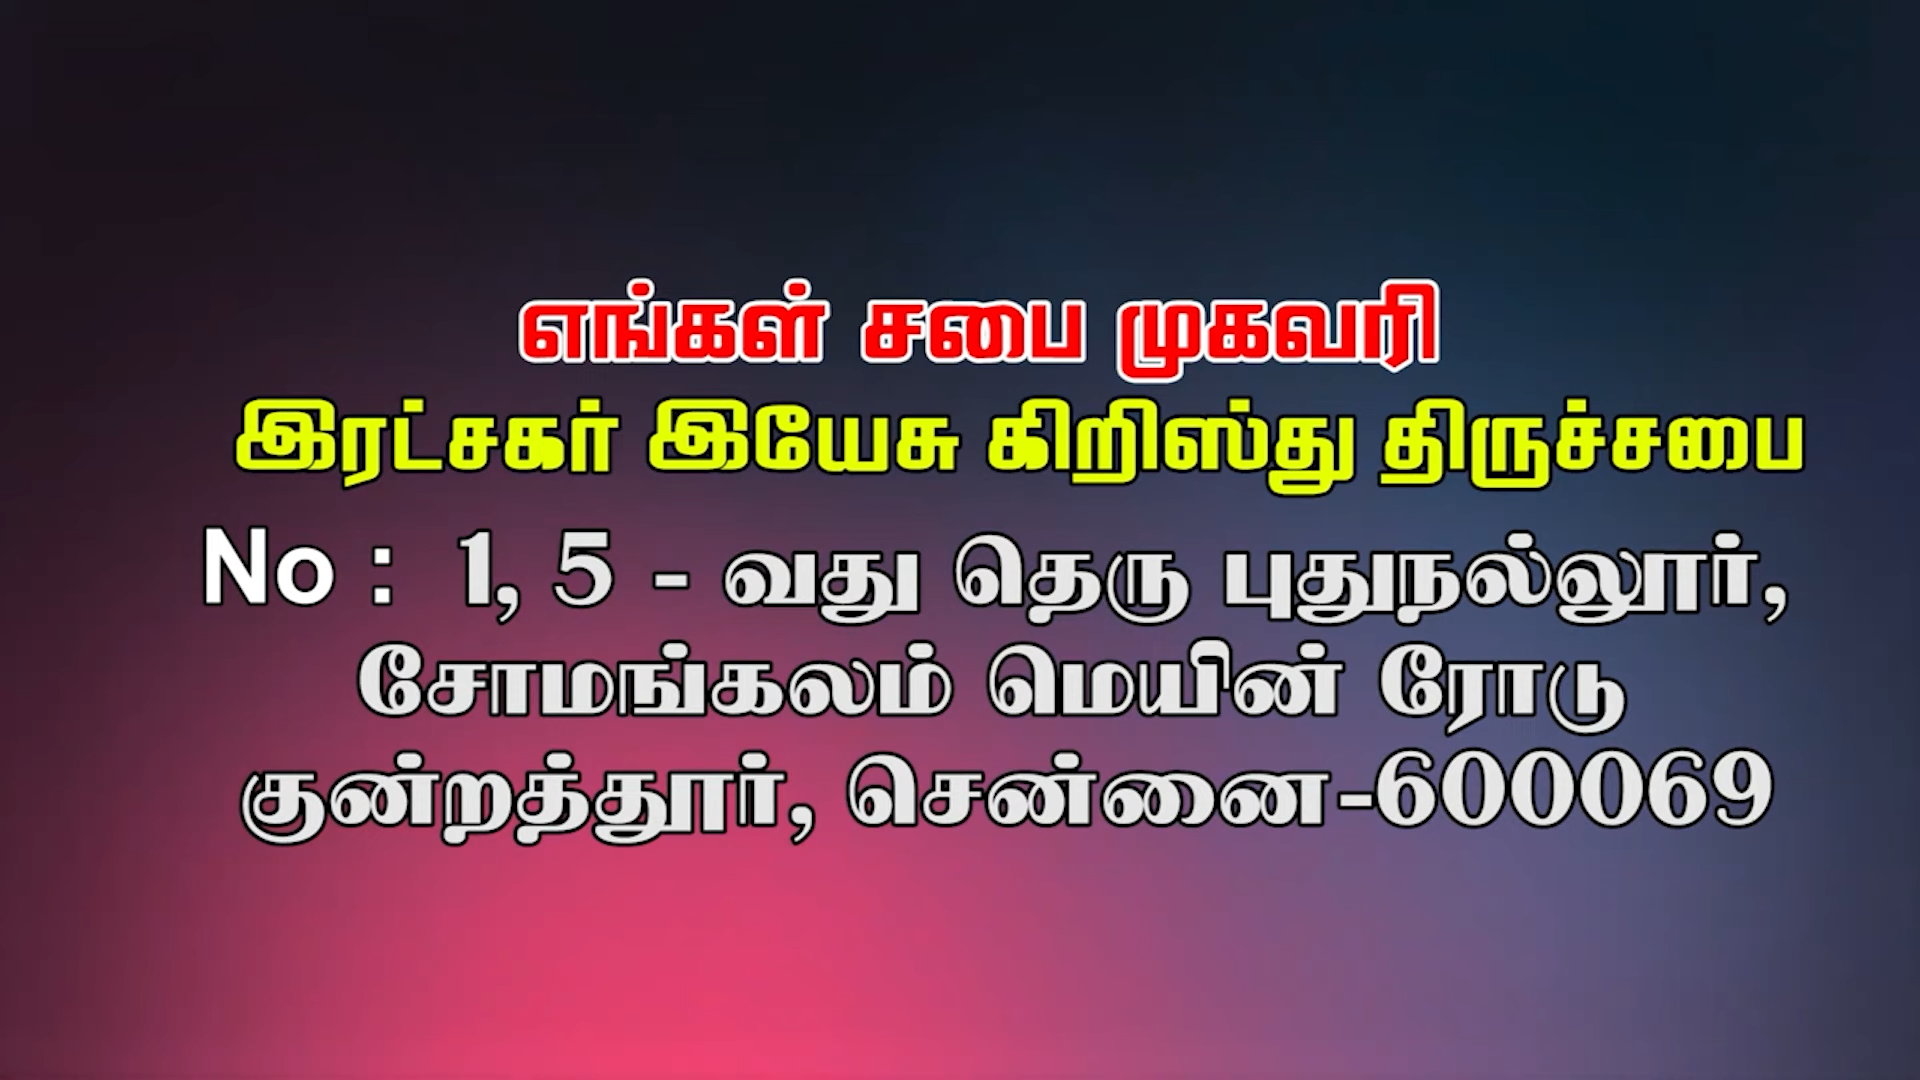 எங்கள் சபை முகவரி
இரட்சகர் இயேசு கிறிஸ்து திருச்சபை
No : 1, 5 - வது தெரு புதுநல்லூர்,
சோமங்கலம் மெயின் ரோடு
குன்றத்தூர், சென்னை-600069